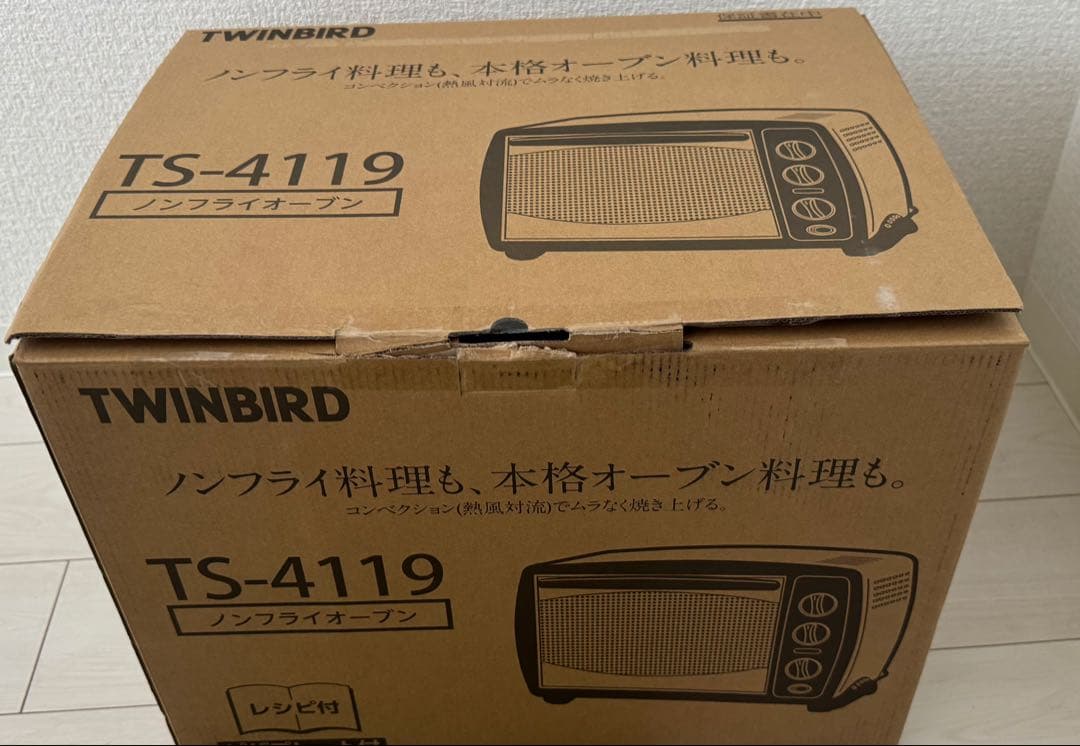 保証書在中
TWINBIRD
ノンフライ料理も、本格オーブン料理も。
コンベクション(熱風対流)でムラなく焼き上げる。
TS-4119
ノンフライオーブン
TWINBIRD
ノンフライ料理も、本格オーブン料理も。
コンベクション(熱風対流)でムラなく焼き上げる。
TS-4119
ノンフライオーブン
レシピ付